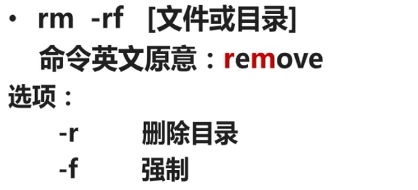 • rm -rf [文件或目录]
命令英文原意：remove
选项：
-r 删除目录
-f 强制